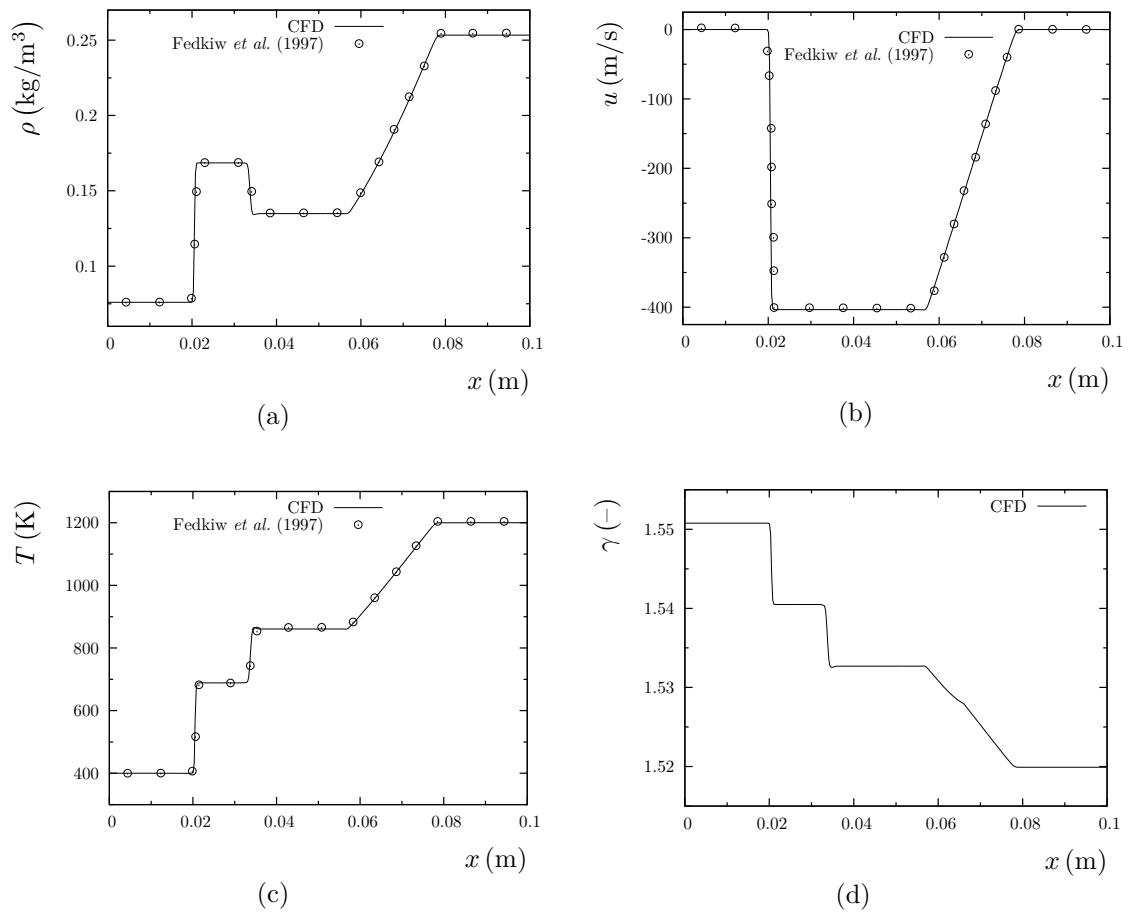 CFD
Fedkiw et al. (1997)
ρ (kg/m³)
0.25
0.2
0.15
0.1
0 0.02 0.04 0.06 0.08 0.1
x (m)
(a)
CFD
Fedkiw et al. (1997)
u (m/s)
0
-100
-200
-300
-400
0 0.02 0.04 0.06 0.08 0.1
x (m)
(b)
CFD
Fedkiw et al. (1997)
T (K)
1200
1000
800
600
400
0 0.02 0.04 0.06 0.08 0.1
x (m)
(c)
CFD
γ (–)
1.55
1.54
1.53
1.52
0 0.02 0.04 0.06 0.08 0.1
x (m)
(d)